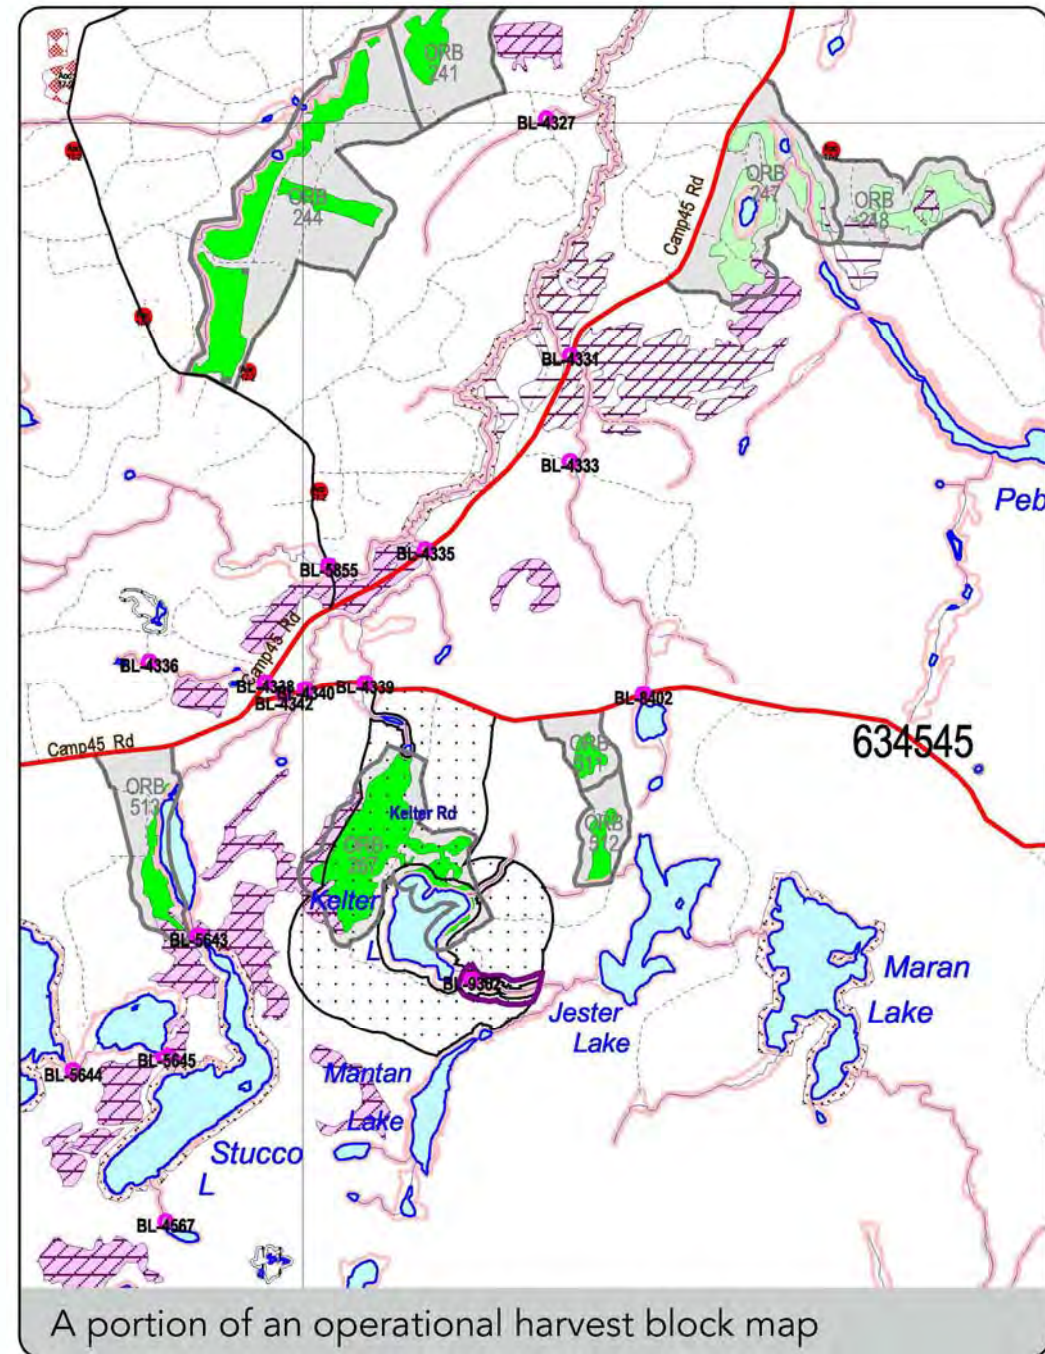 ORB
241
BL-4327
ORB
247
ORB
248
ORB
244
Camp45 Rd
BL-4331
BL-4333
Peb
BL-4335
BL-5855
Camp45 Rd
BL-4336
BL-4338
BL-4340
BL-4339
BL-4342
BL-8402
Camp45 Rd
634545
ORB
513
ORB
511
Kelter Rd
ORB
512
ORB
507
Kelter
L
BL-5643
BL-9302
Maran
Lake
Jester
Lake
BL-5645
BL-5644
Mantan
Lake
Stucco
L
BL-4567
A portion of an operational harvest block map